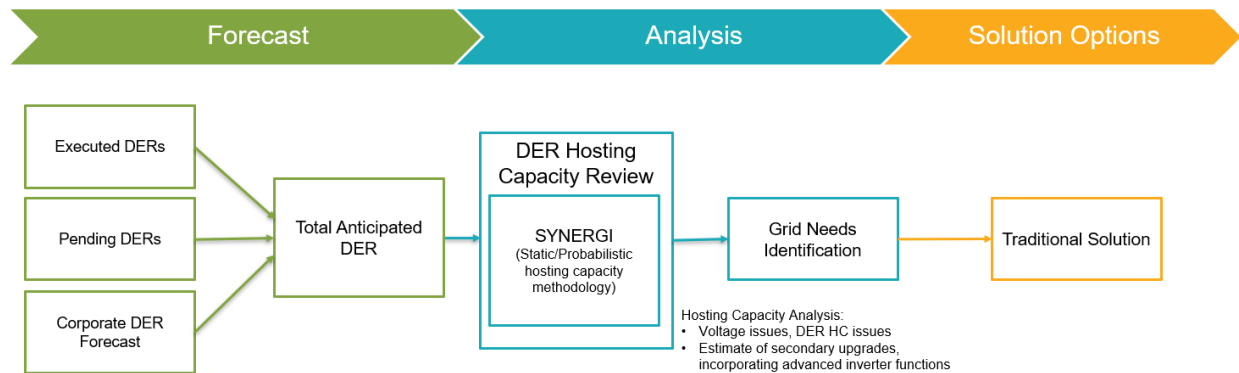 Forecast
Analysis
Solution Options
Executed DERs
Pending DERs
Corporate DER
Forecast
Total Anticipated
DER
DER Hosting
Capacity Review
SYNERGI
(Static/Probabilistic
hosting capacity
methodology)
Grid Needs
Identification
Traditional Solution
Hosting Capacity Analysis:
• Voltage issues, DER HC issues
• Estimate of secondary upgrades,
incorporating advanced inverter functions